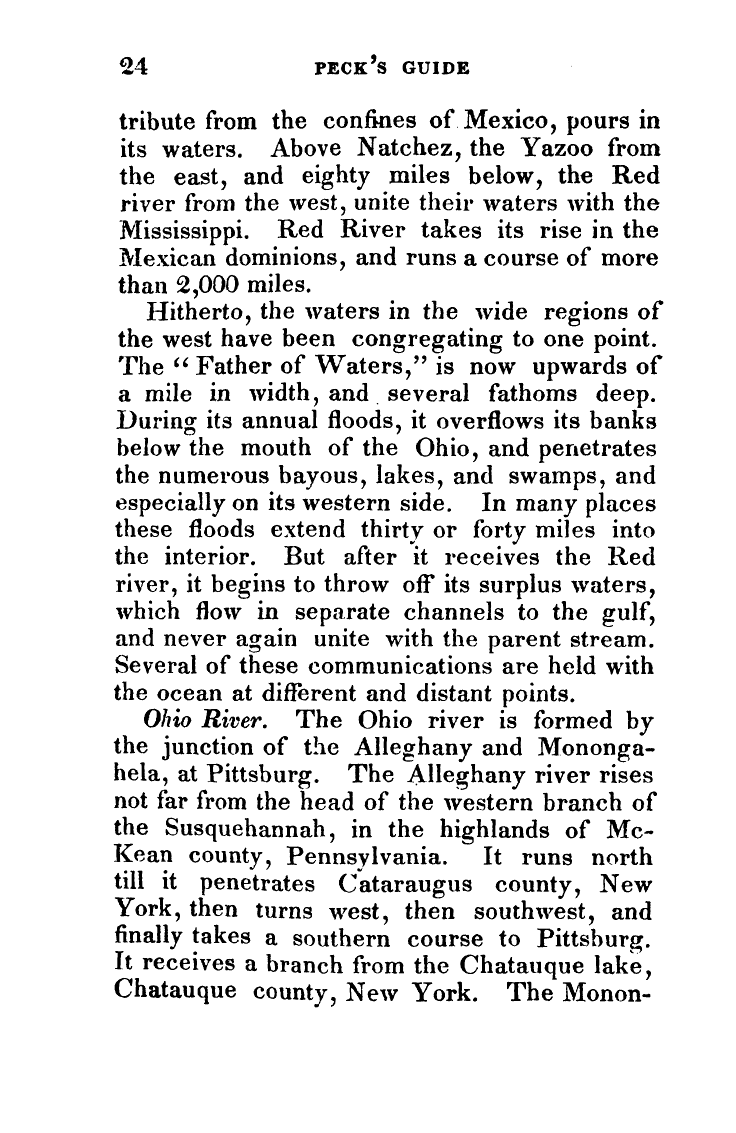 24 PECK'S GUIDE
tribute from the confines of Mexico, pours in
its waters. Above Natchez, the Yazoo from
the east, and eighty miles below, the Red
river from the west, unite their waters with the
Mississippi. Red River takes its rise in the
Mexican dominions, and runs a course of more
than 2,000 miles.
Hitherto, the waters in the wide regions of
the west have been congregating to one point.
The “Father of Waters,” is now upwards of
a mile in width, and several fathoms deep.
During its annual floods, it overflows its banks
below the mouth of the Ohio, and penetrates
the numerous bayous, lakes, and swamps, and
especially on its western side. In many places
these floods extend thirty or forty miles into
the interior. But after it receives the Red
river, it begins to throw off its surplus waters,
which flow in separate channels to the gulf,
and never again unite with the parent stream.
Several of these communications are held with
the ocean at different and distant points.
Ohio River. The Ohio river is formed by
the junction of the Alleghany and Mononga-
hela, at Pittsburg. The Alleghany river rises
not far from the head of the western branch of
the Susquehannah, in the highlands of Mc-
Kean county, Pennsylvania. It runs north
till it penetrates Cataraugus county, New
York, then turns west, then southwest, and
finally takes a southern course to Pittsburg.
It receives a branch from the Chatauque lake,
Chatauque county, New York. The Monon-